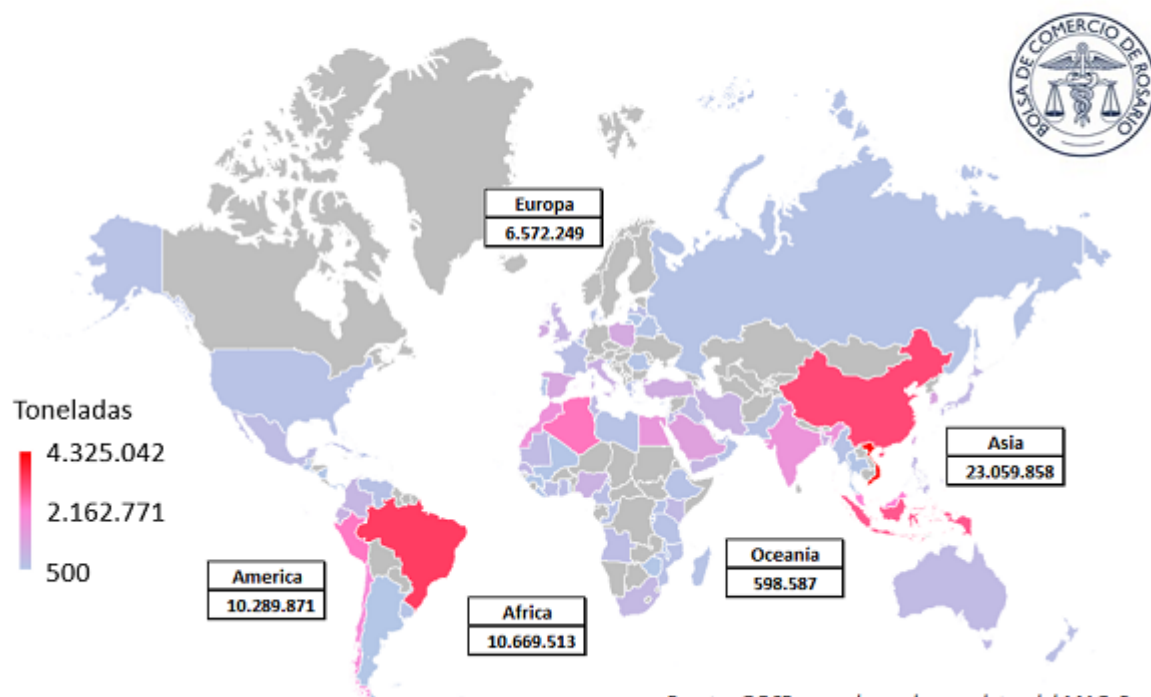 BOLSA DE COMERCIO DE ROSARIO
Europa
6.572.249
Toneladas
4.325.042
2.162.771
500
Asia
23.059.858
Oceanía
598.587
America
10.289.871
Africa
10.669.513